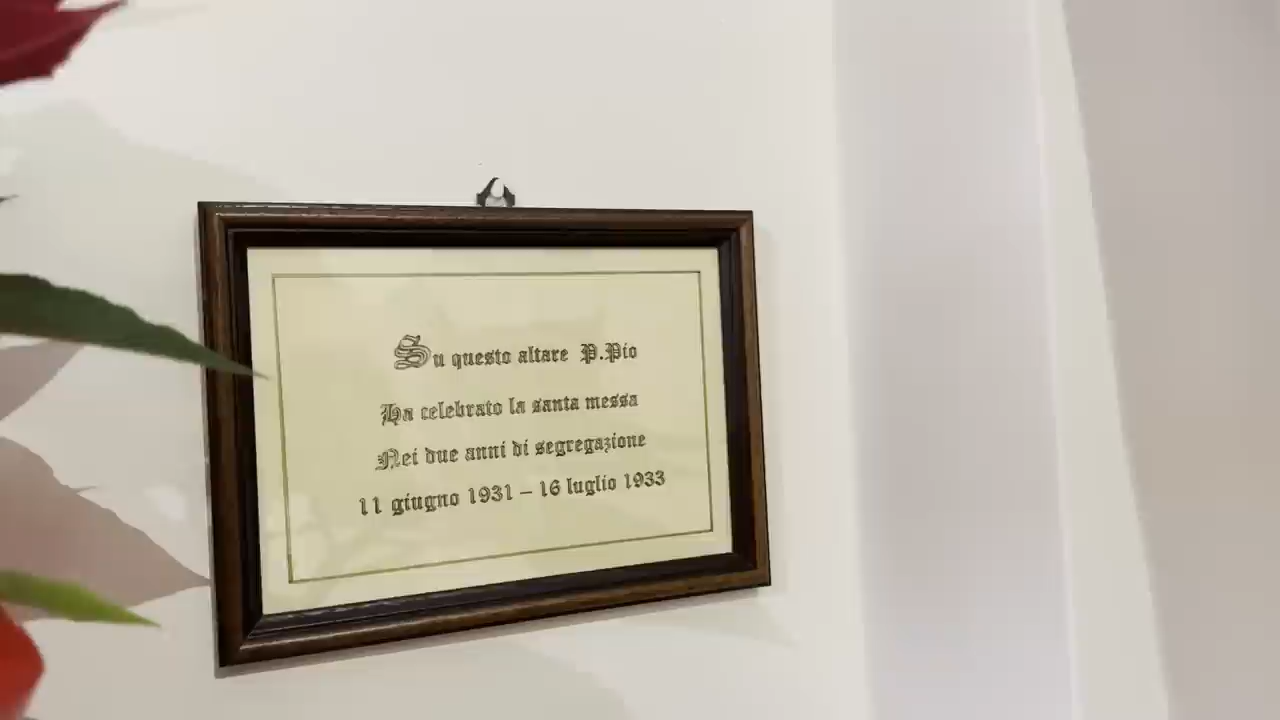 Su questo altare P.Pio
Ha celebrato la santa messa
Nei due anni di segregazione
11 giugno 1931 – 16 luglio 1933